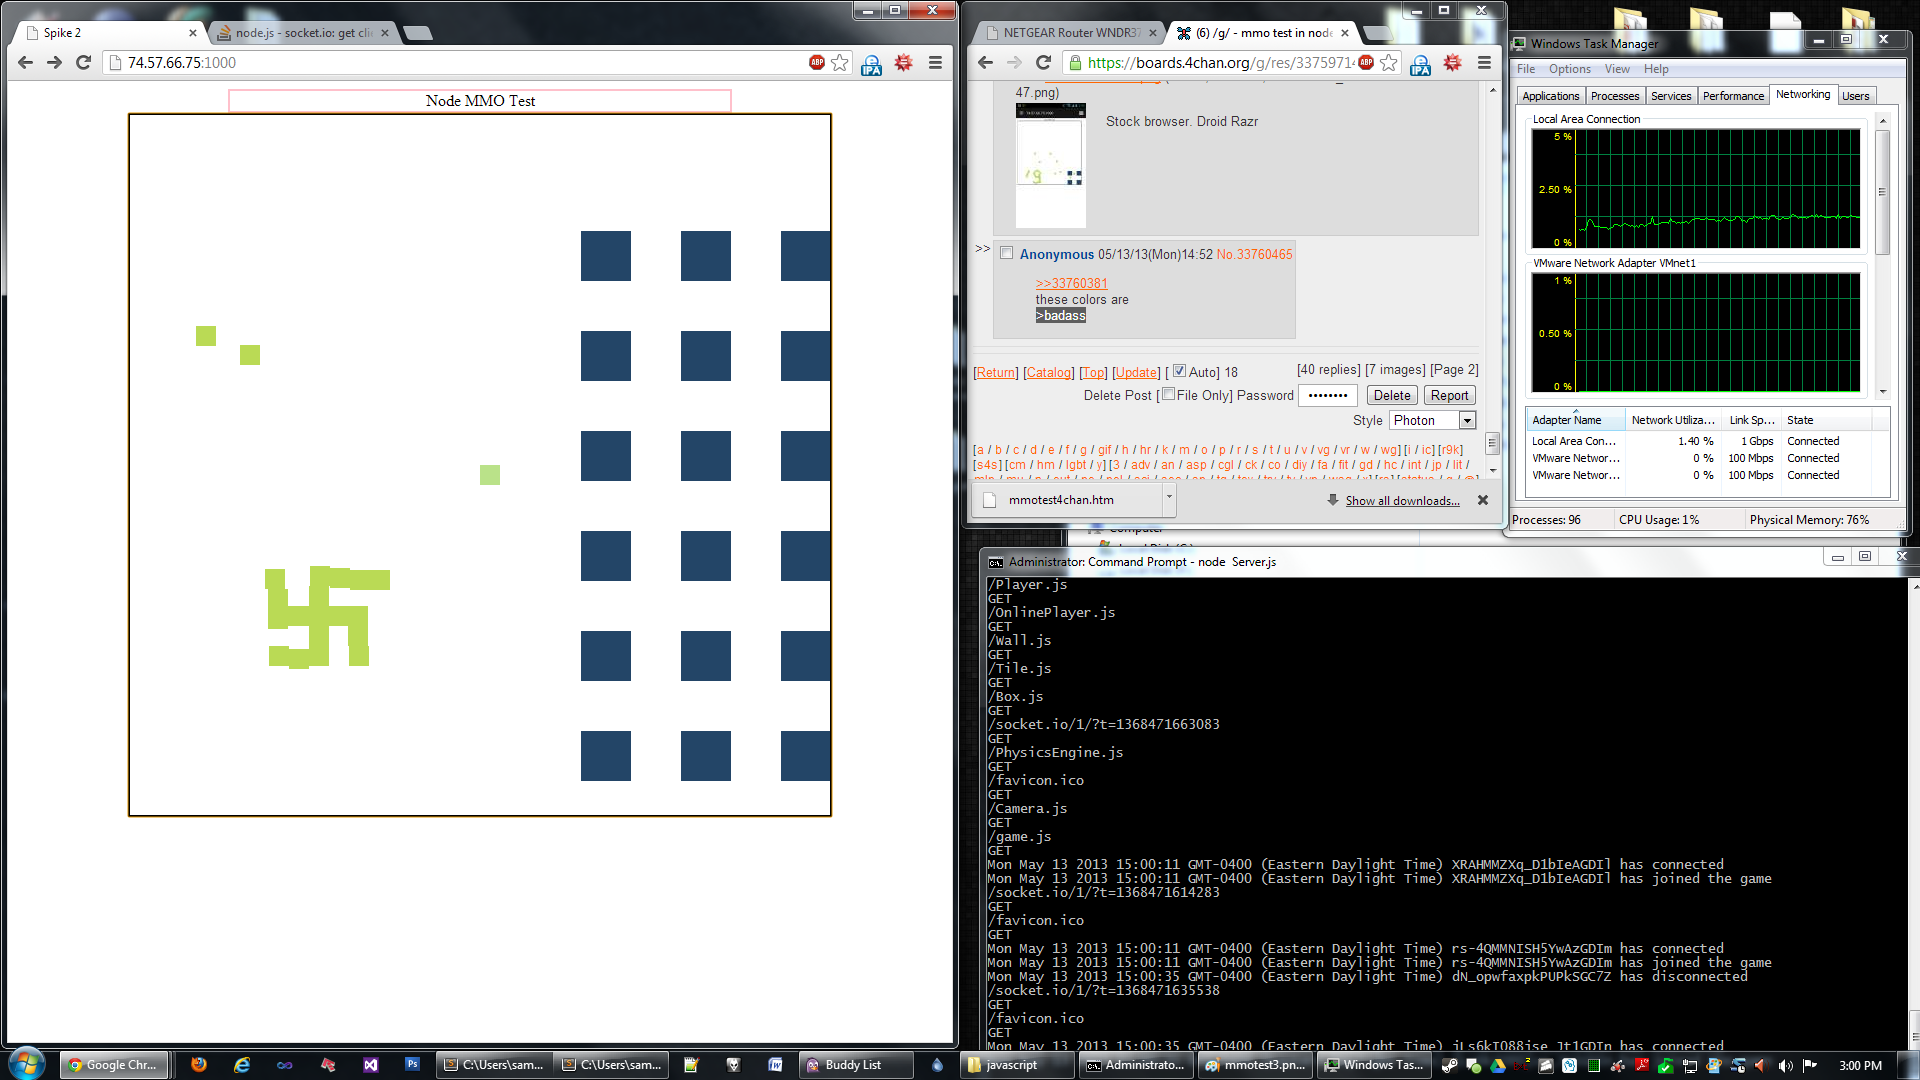 Spike 2
node.js - socket.io: get clie
74.57.66.75:1000
Node MMO Test
NETGEAR Router WNDR37
(6) /g/ - mmo test in node
https://boards.4chan.org/g/res/33759714
47.png)
Stock browser. Droid Razr
>> Anonymous 05/13/13(Mon)14:52 No.33760465
>>33760381
these colors are
>badass
[Return] [Catalog] [Top] [Update] [ Auto] 18 [40 replies] [7 images] [Page 2]
Delete Post [ File Only] Password •••••••• Delete Report
Style Photon
[a / b / c / d / e / f / g / gif / h / hr / k / m / o / p / r / s / t / u / v / vg / vr / w / wg] [i / ic] [r9k]
[s4s] [cm / hm / lgbt / y] [3 / adv / an / asp / cgl / ck / co / diy / fa / fit / gd / hc / int / jp / lit /
mmotest4chan.htm
Show all downloads...
Windows Task Manager
File Options View Help
Applications Processes Services Performance Networking Users
Local Area Connection
5 %
2.50 %
0 %
VMware Network Adapter VMnet1
1 %
0.50 %
0 %
Adapter Name Network Utiliza... Link Sp... State
Local Area Con... 1.40 % 1 Gbps Connected
VMware Networ... 0 % 100 Mbps Connected
VMware Networ... 0 % 100 Mbps Connected
Processes: 96 CPU Usage: 1% Physical Memory: 76%
Computer
Administrator: Command Prompt - node Server.js
/Player.js
GET
/OnlinePlayer.js
GET
/Wall.js
GET
/Tile.js
GET
/Box.js
GET
/socket.io/1/?t=1368471663083
GET
/PhysicsEngine.js
GET
/favicon.ico
GET
/Camera.js
GET
/game.js
GET
Mon May 13 2013 15:00:11 GMT-0400 (Eastern Daylight Time) XRAHMMZXq_D1bIeAGDIl has connected
Mon May 13 2013 15:00:11 GMT-0400 (Eastern Daylight Time) XRAHMMZXq_D1bIeAGDIl has joined the game
/socket.io/1/?t=1368471614283
GET
/favicon.ico
GET
Mon May 13 2013 15:00:11 GMT-0400 (Eastern Daylight Time) rs-4QMMNISH5YwAzGDIm has connected
Mon May 13 2013 15:00:11 GMT-0400 (Eastern Daylight Time) rs-4QMMNISH5YwAzGDIm has joined the game
Mon May 13 2013 15:00:35 GMT-0400 (Eastern Daylight Time) dN_opwfaxpkPUPkSGC7Z has disconnected
/socket.io/1/?t=1368471635538
GET
/favicon.ico
GET
Mon May 13 2013 15:00:35 GMT-0400 (Eastern Daylight Time) jLs6kIO88jse_Jt1GDIn has connected
Google Chr...
C:\Users\sam...
C:\Users\sam...
Buddy List
javascript
Administrato...
mmotest3.pn...
Windows Tas...
3:00 PM